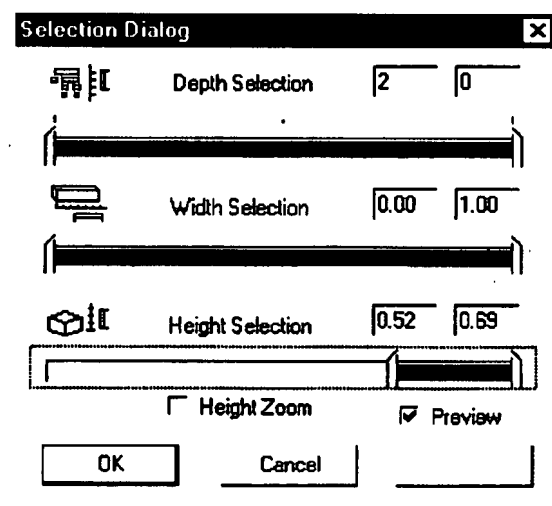 Selection Dialog
Depth Selection 2 0
Width Selection 0.00 1.00
Height Selection 0.52 0.69
Height Zoom Preview
OK Cancel